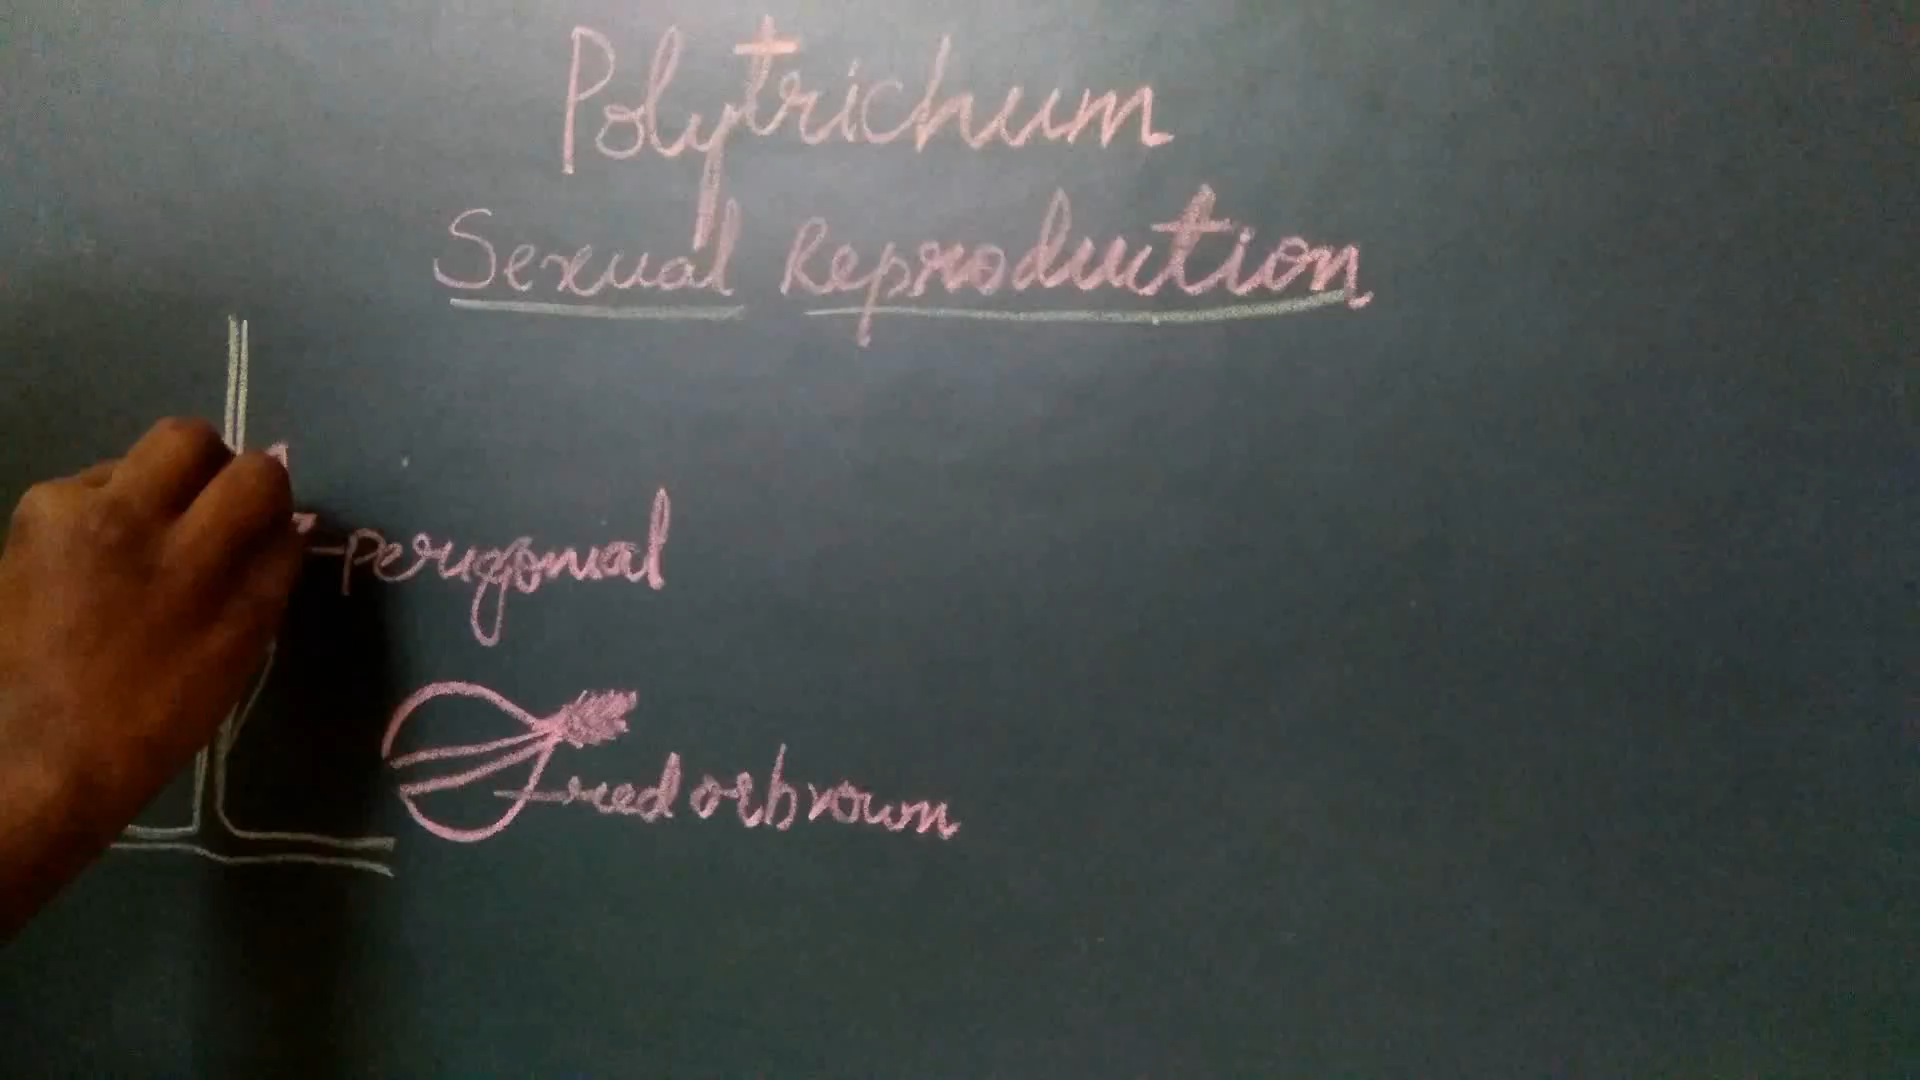 Polytrichum
Sexual Reproduction
perigonial
red or brown